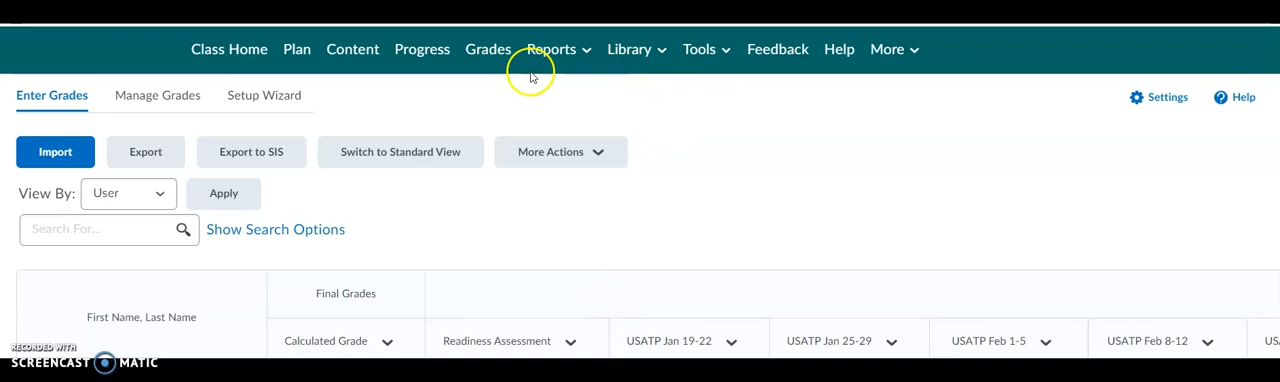 Class Home Plan Content Progress Grades Reports Library Tools Feedback Help More
Enter Grades Manage Grades Setup Wizard Settings Help
Import Export Export to SIS Switch to Standard View More Actions
View By: User Apply
Search For... Show Search Options
Final Grades
First Name, Last Name
Calculated Grade Readiness Assessment USATP Jan 19-22 USATP Jan 25-29 USATP Feb 1-5 USATP Feb 8-12
RECORDED WITH
SCREENCAST MATIC